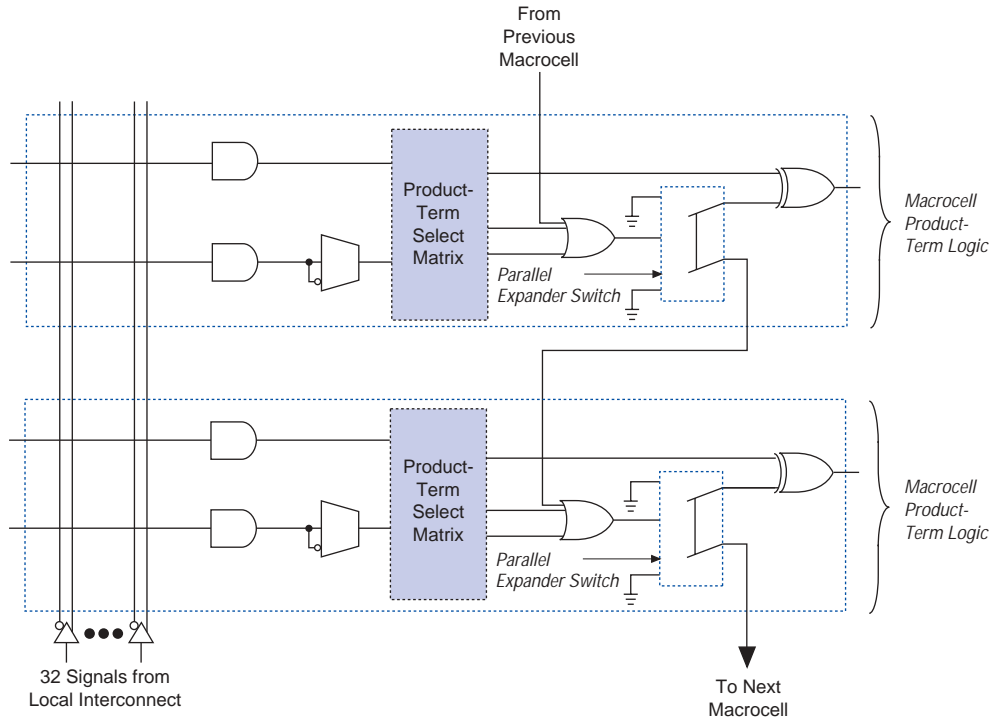 From
Previous
Macrocell
Product-
Term
Select
Matrix
Parallel
Expander Switch
Macrocell
Product-
Term Logic
Product-
Term
Select
Matrix
Parallel
Expander Switch
Macrocell
Product-
Term Logic
32 Signals from
Local Interconnect
To Next
Macrocell